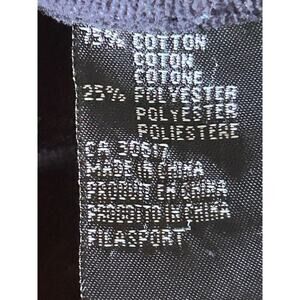 75% COTTON
COTON
COTONE
25% POLYESTER
POLYESTER
POLIESTERE
CA 30617
MADE IN CHINA
PRODUIT EN CHINA
PRODOTTO IN CHINA
FILASPORT